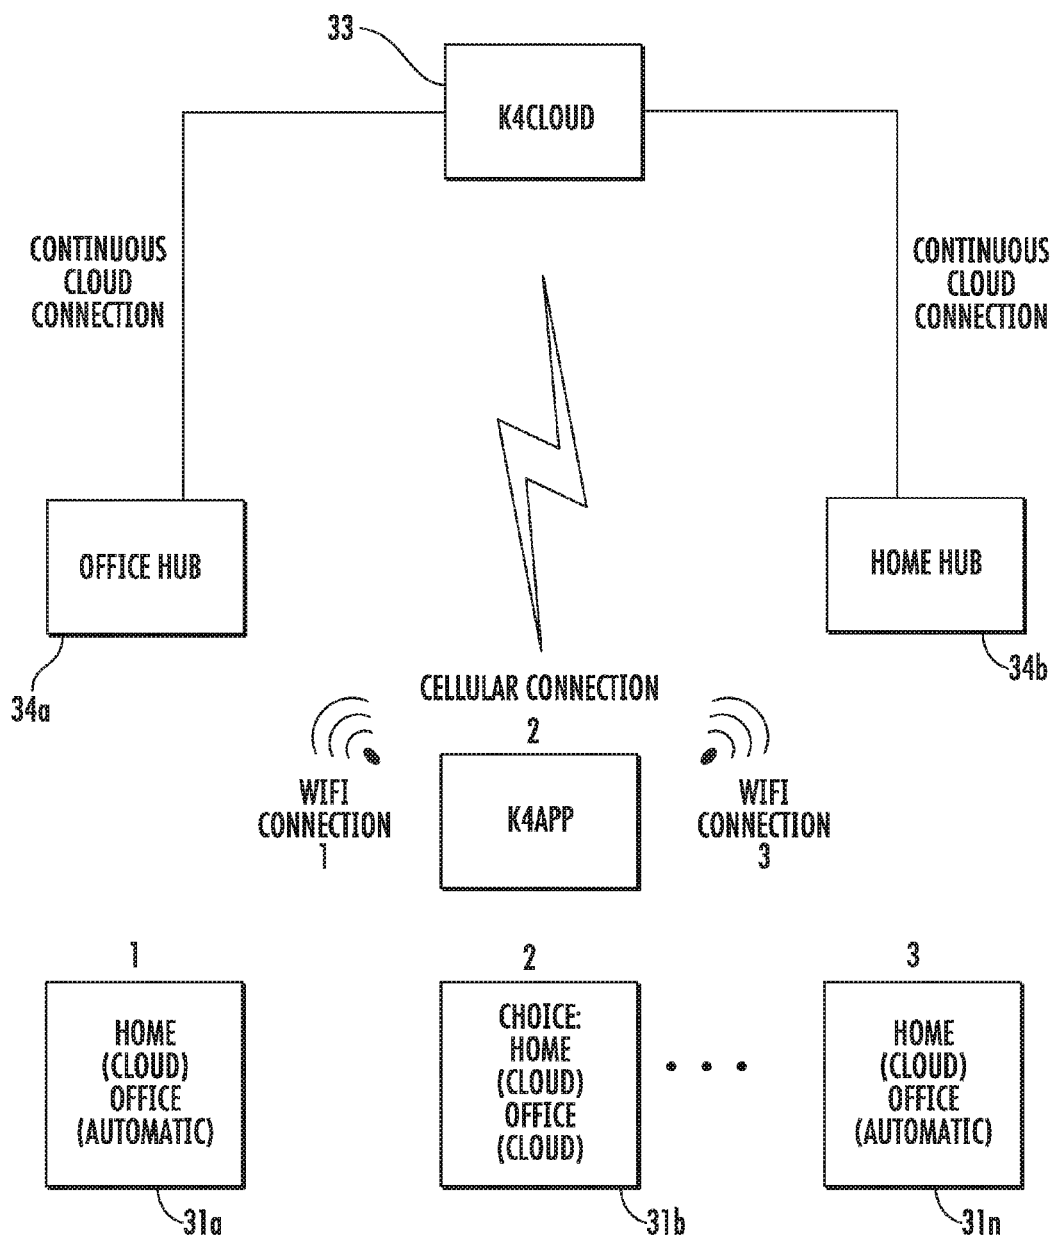 33
K4CLOUD
CONTINUOUS
CLOUD
CONNECTION
CONTINUOUS
CLOUD
CONNECTION
OFFICE HUB
HOME HUB
34a
34b
CELLULAR CONNECTION
2
WIFI
CONNECTION
1
K4APP
WIFI
CONNECTION
3
1
HOME
(CLOUD)
OFFICE
(AUTOMATIC)
31a
2
CHOICE:
HOME
(CLOUD)
OFFICE
(CLOUD)
31b
3
HOME
(CLOUD)
OFFICE
(AUTOMATIC)
31n